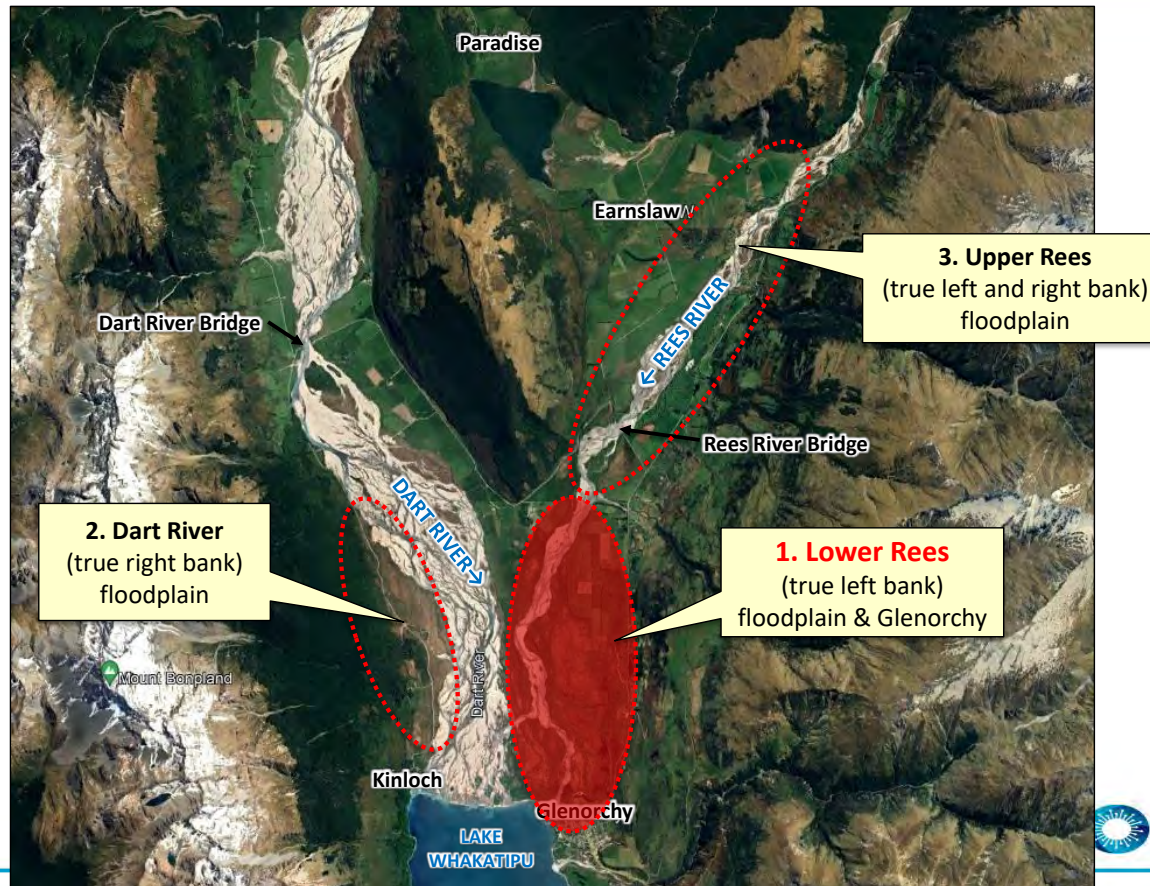 Paradise
Earnslaw
3. Upper Rees
(true left and right bank)
floodplain
← REES RIVER
Dart River Bridge
Rees River Bridge
DART RIVER→
2. Dart River
(true right bank)
floodplain
1. Lower Rees
(true left bank)
floodplain & Glenorchy
Mount Bonpland
Dart River
Kinloch
Glenorchy
LAKE
WHAKATIPU